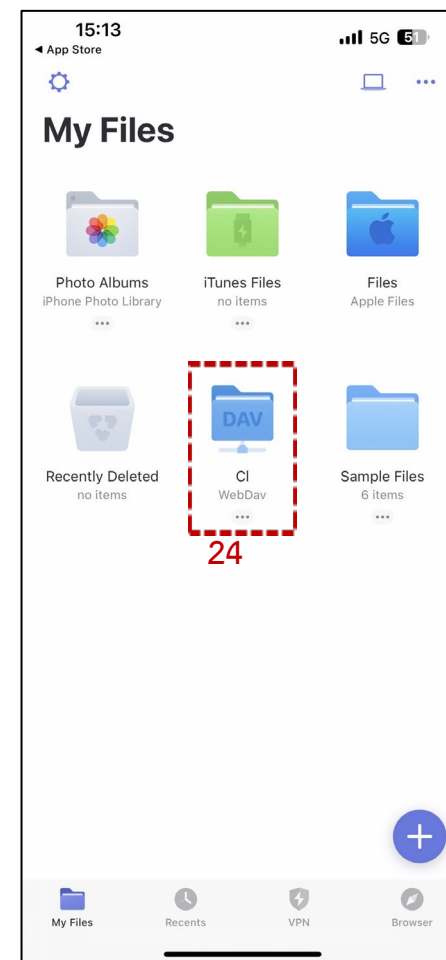 15:13
5G 51
◀ App Store
My Files
Photo Albums
iPhone Photo Library
iTunes Files
no items
Files
Apple Files
Recently Deleted
no items
DAV
CI
WebDav
Sample Files
6 items
24
My Files
Recents
VPN
Browser